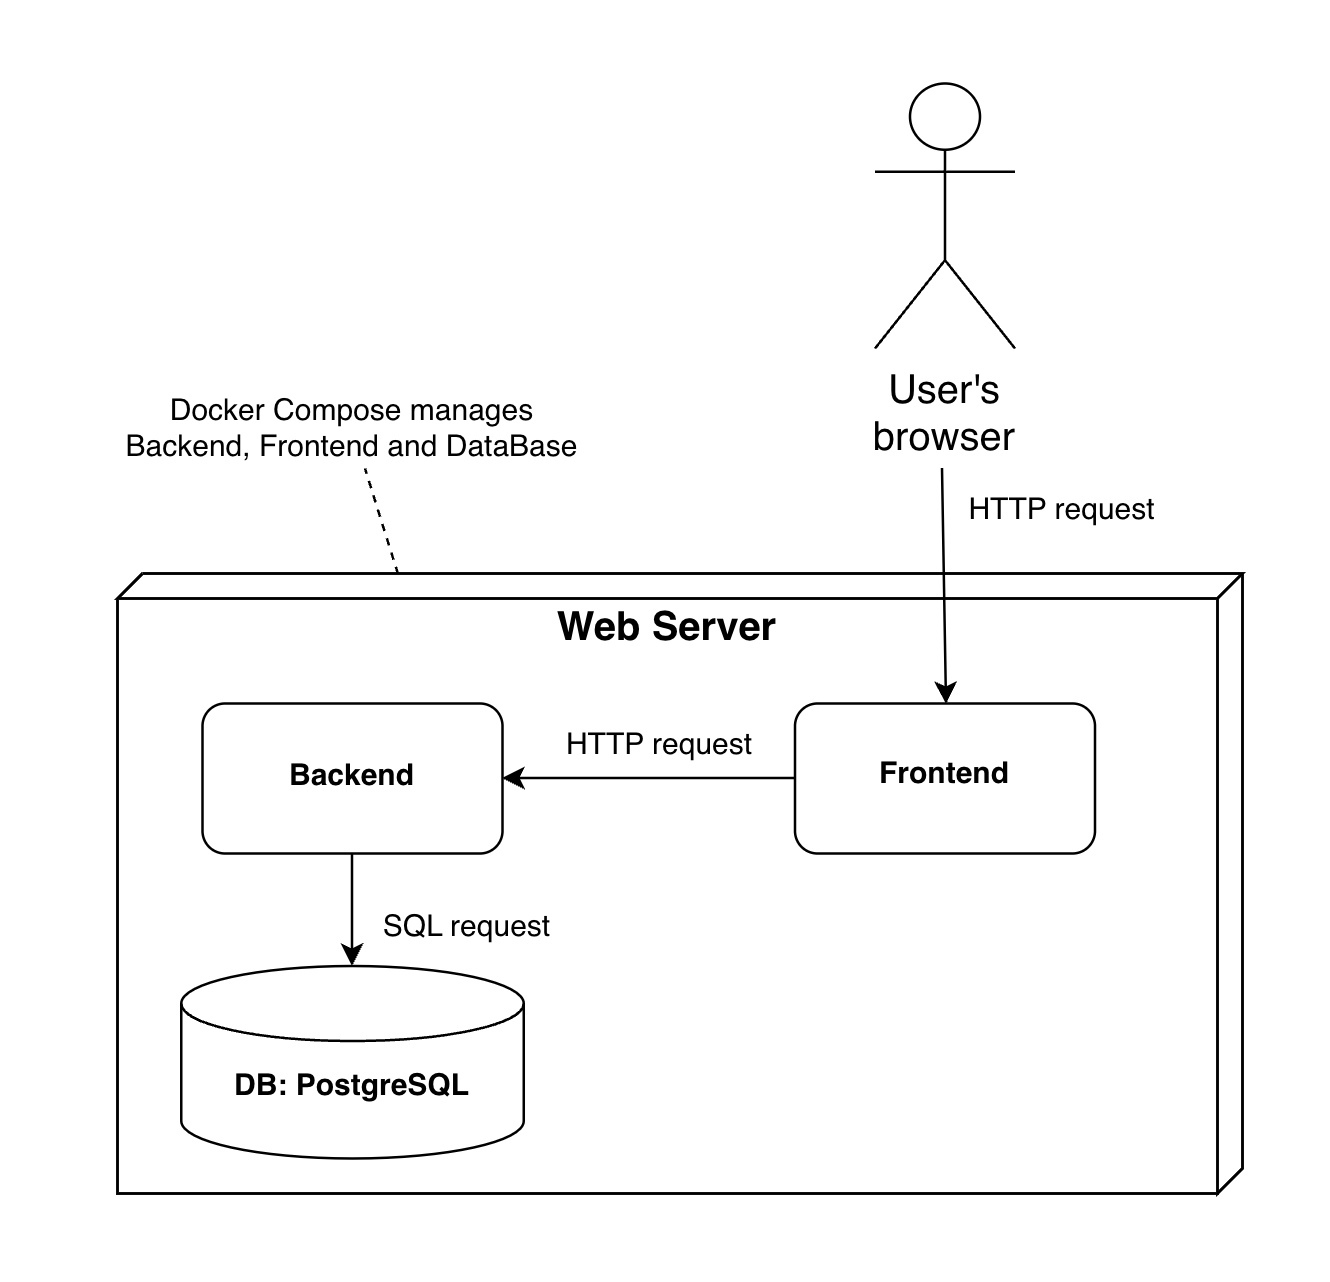 User's
browser
Docker Compose manages
Backend, Frontend and DataBase
HTTP request
Web Server
Backend
HTTP request
Frontend
SQL request
DB: PostgreSQL